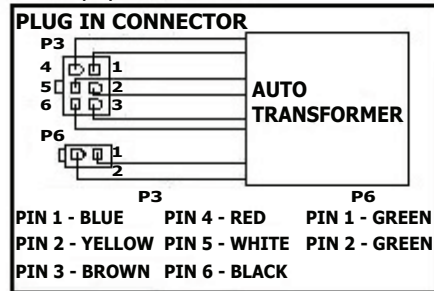 PLUG IN CONNECTOR
P3
4 1
5 2
6 3
AUTO
TRANSFORMER
P6
1
2
P3 P6
PIN 1 - BLUE PIN 4 - RED PIN 1 - GREEN
PIN 2 - YELLOW PIN 5 - WHITE PIN 2 - GREEN
PIN 3 - BROWN PIN 6 - BLACK